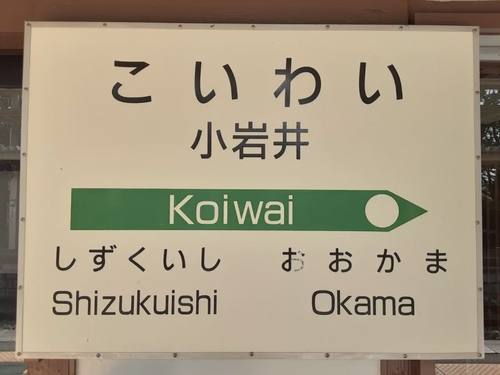 こいわい
小岩井
Koiwai
しずくいし おおかま
Shizukuishi Okama